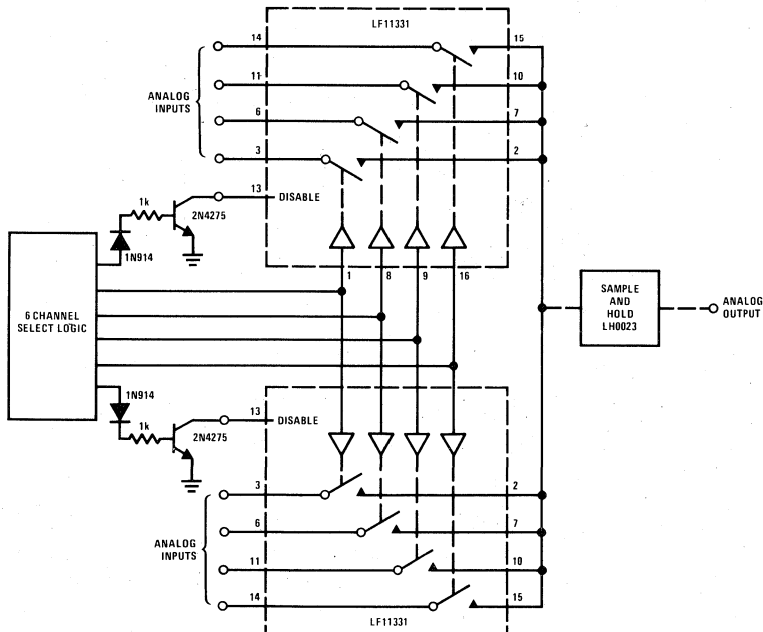 LF11331
14
15
11
10
ANALOG
INPUTS
6
7
3
2
13
DISABLE
1k
2N4275
1N914
1
8
9
16
6 CHANNEL
SELECT LOGIC
SAMPLE
AND
HOLD
LH0023
ANALOG
OUTPUT
1N914
13
DISABLE
1k
2N4275
3
2
6
7
ANALOG
INPUTS
11
10
14
15
LF11331